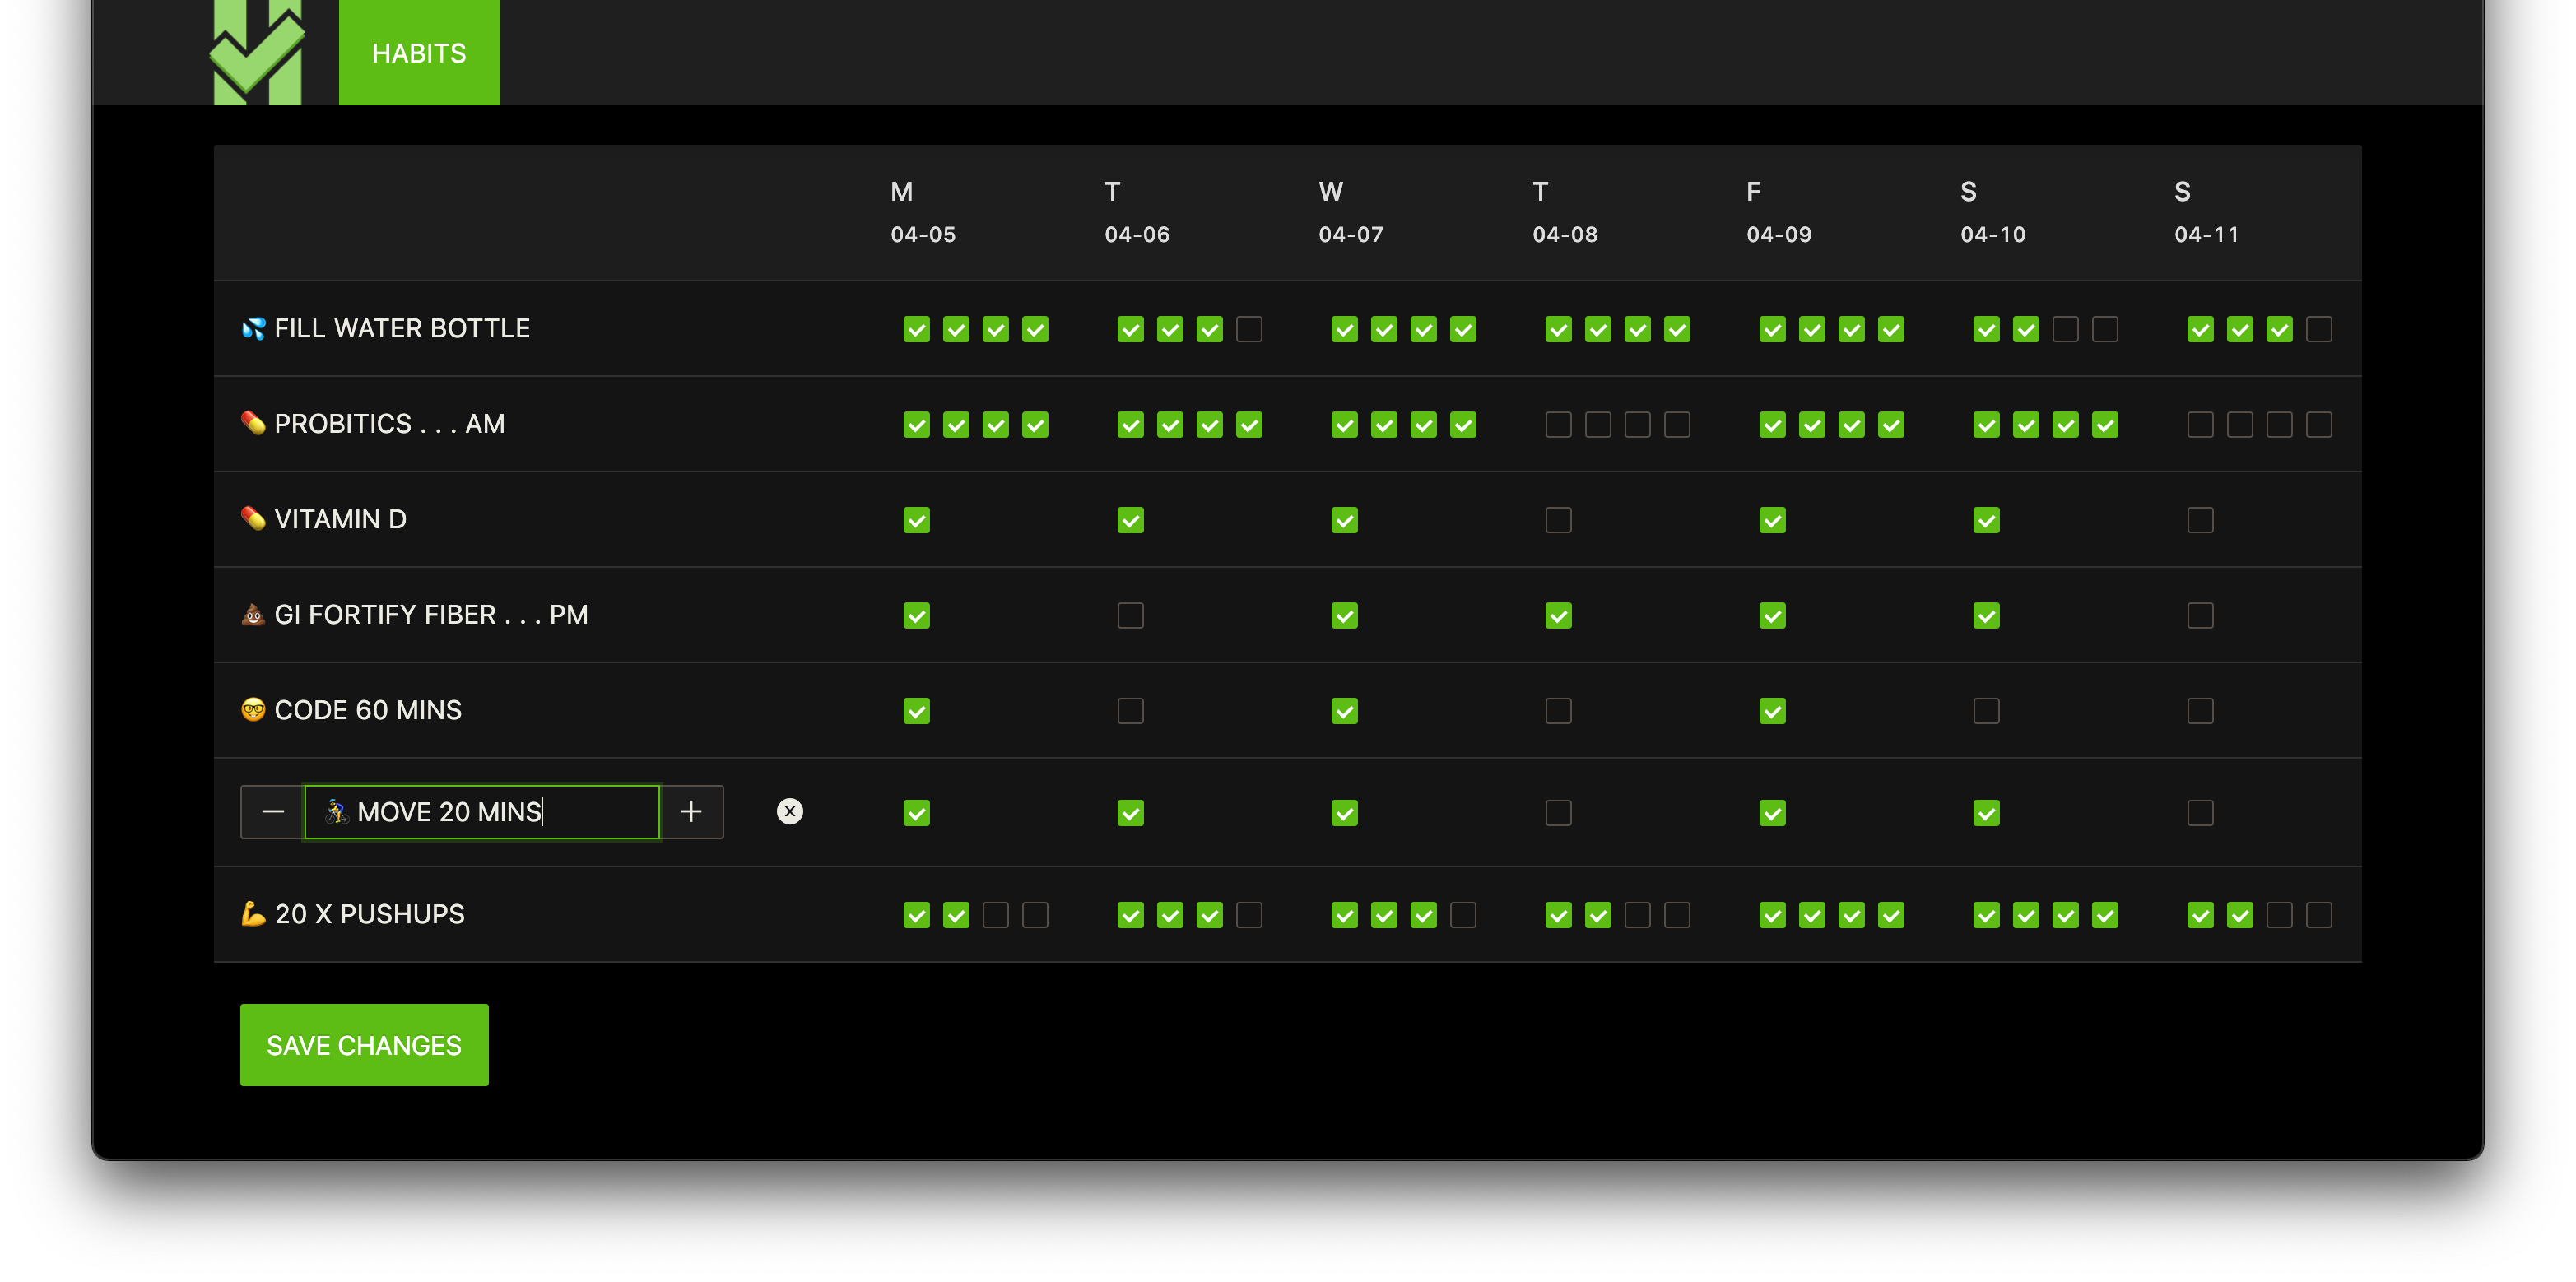 HABITS
M T W T F S S
04-05 04-06 04-07 04-08 04-09 04-10 04-11
💦 FILL WATER BOTTLE
💊 PROBITICS . . . AM
💊 VITAMIN D
💩 GI FORTIFY FIBER . . . PM
🤓 CODE 60 MINS
— 🚴 MOVE 20 MINS + x
💪 20 X PUSHUPS
SAVE CHANGES